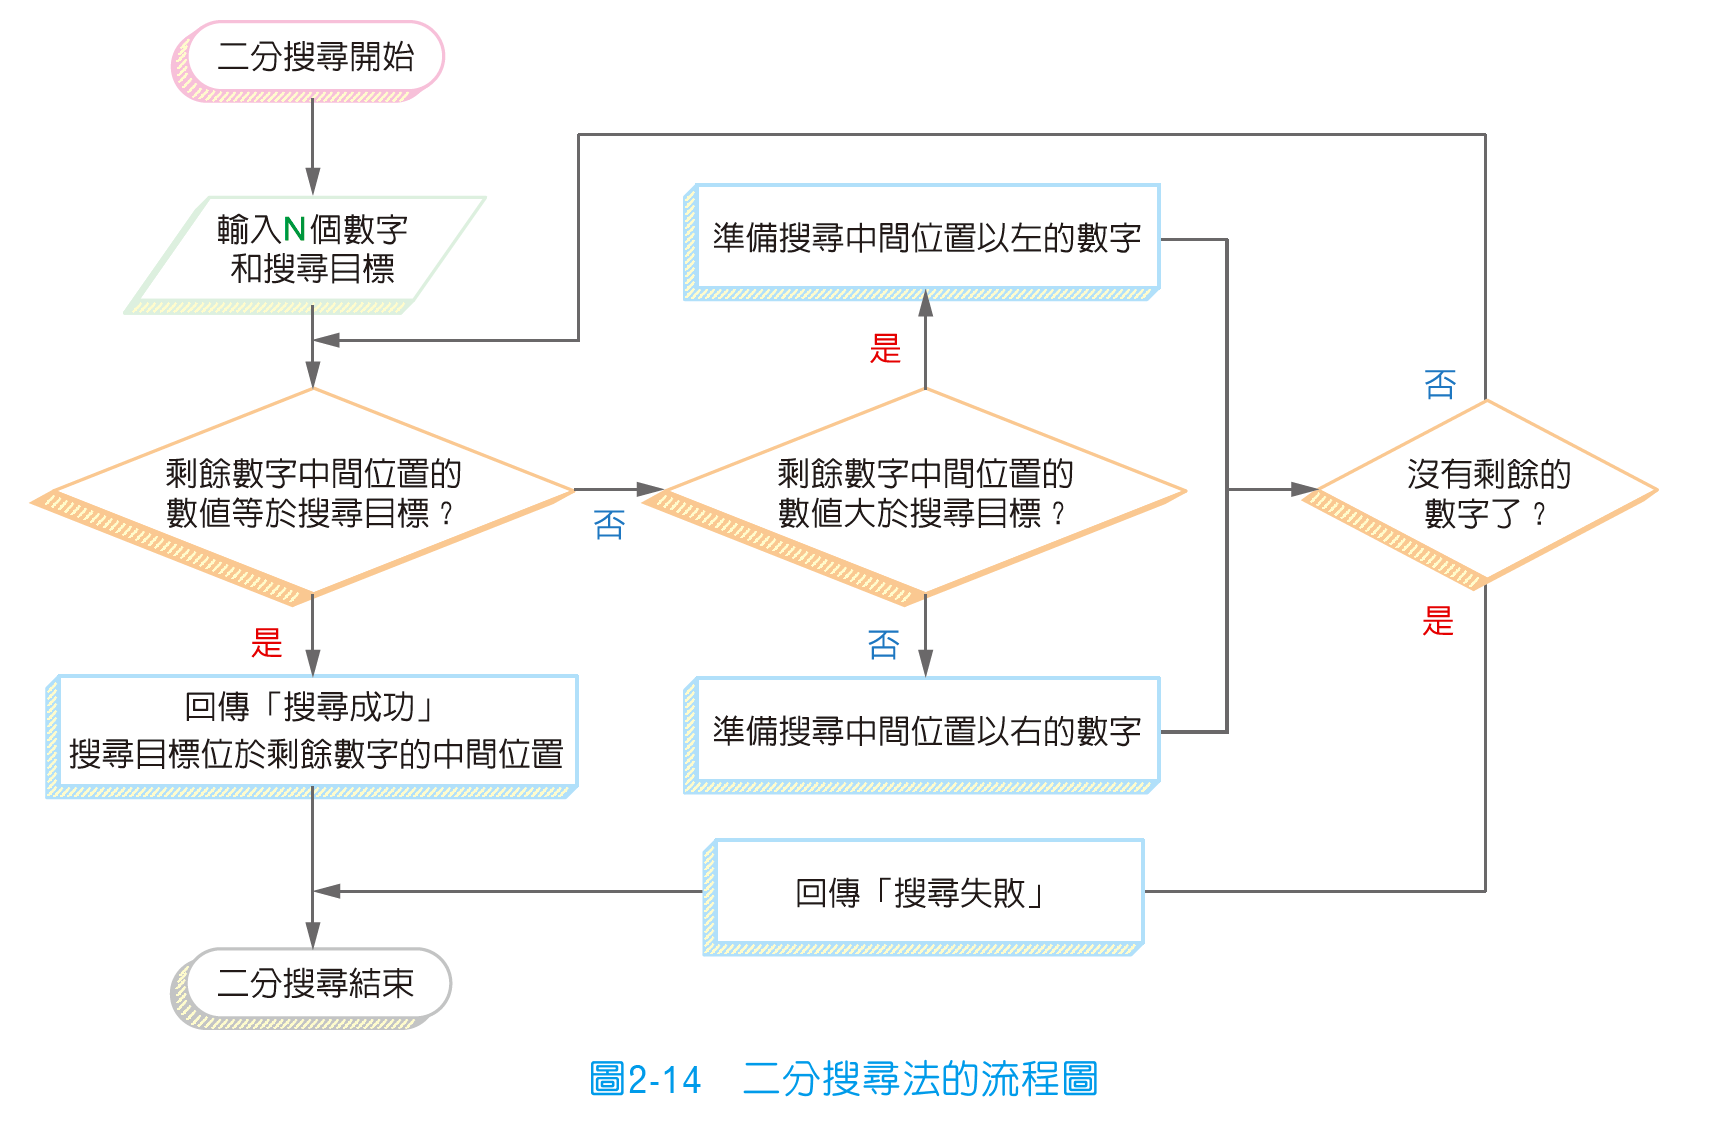 二分搜尋開始
輸入N個數字
和搜尋目標
剩餘數字中間位置的
數值等於搜尋目標？
是
否
回傳「搜尋成功」
搜尋目標位於剩餘數字的中間位置
準備搜尋中間位置以左的數字
是
剩餘數字中間位置的
數值大於搜尋目標？
否
準備搜尋中間位置以右的數字
否
沒有剩餘的
數字了？
是
回傳「搜尋失敗」
二分搜尋結束
圖2-14　二分搜尋法的流程圖